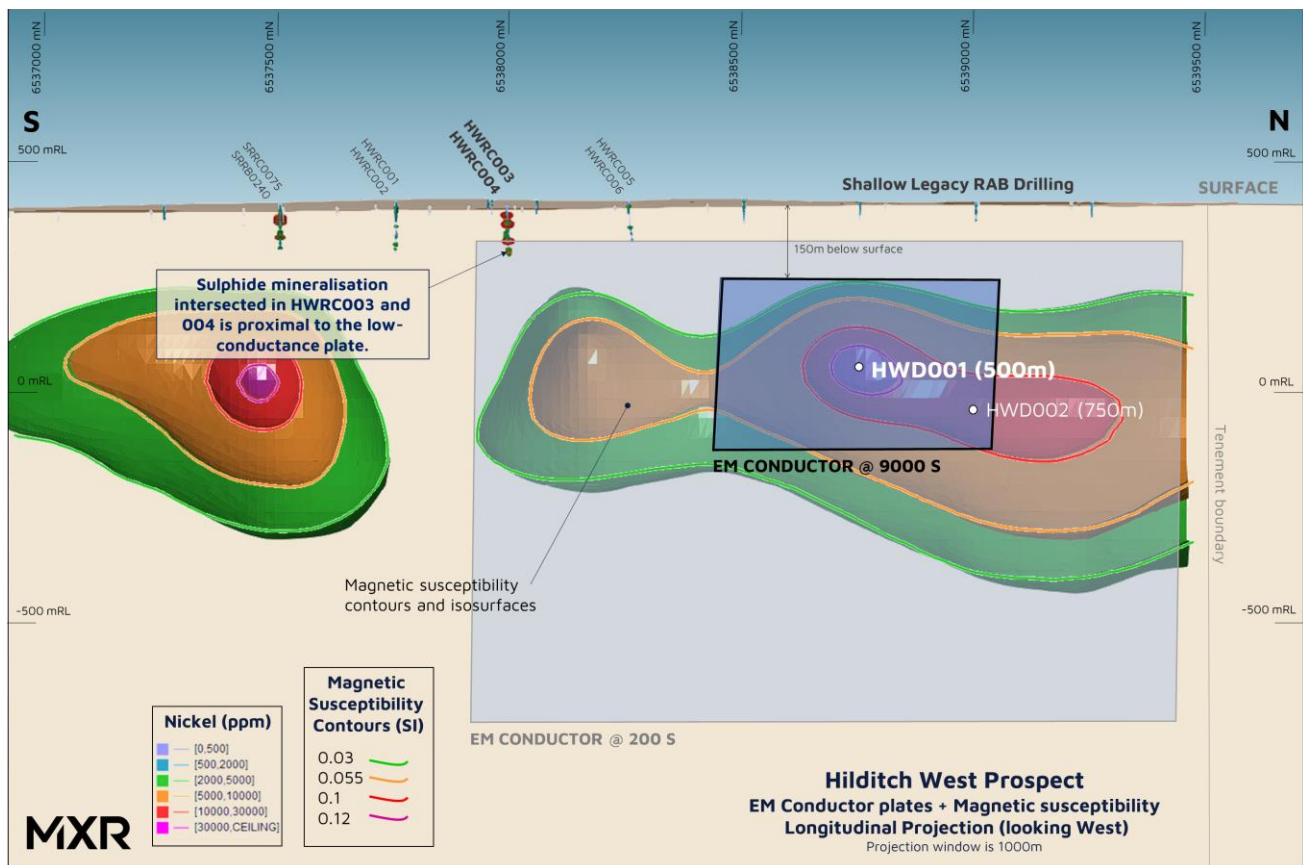 6537000 mN
6537500 mN
6538000 mN
6538500 mN
6539000 mN
6539500 mN
S
N
500 mRL
500 mRL
SRRC0075
SRRB0240
HWRC001
HWRC002
HWRC003
HWRC004
HWRC005
HWRC006
Shallow Legacy RAB Drilling
SURFACE
150m below surface
Sulphide mineralisation
intersected in HWRC003 and
004 is proximal to the low-
conductance plate.
0 mRL
0 mRL
HWD001 (500m)
HWD002 (750m)
EM CONDUCTOR @ 9000 S
Tenement boundary
Magnetic susceptibility
contours and isosurfaces
-500 mRL
-500 mRL
EM CONDUCTOR @ 200 S
Nickel (ppm)
[0,500]
[500,2000]
[2000,5000]
[5000,10000]
[10000,30000]
[30000,CEILING]
Magnetic
Susceptibility
Contours (SI)
0.03
0.055
0.1
0.12
Hilditch West Prospect
EM Conductor plates + Magnetic susceptibility
Longitudinal Projection (looking West)
Projection window is 1000m
MXR